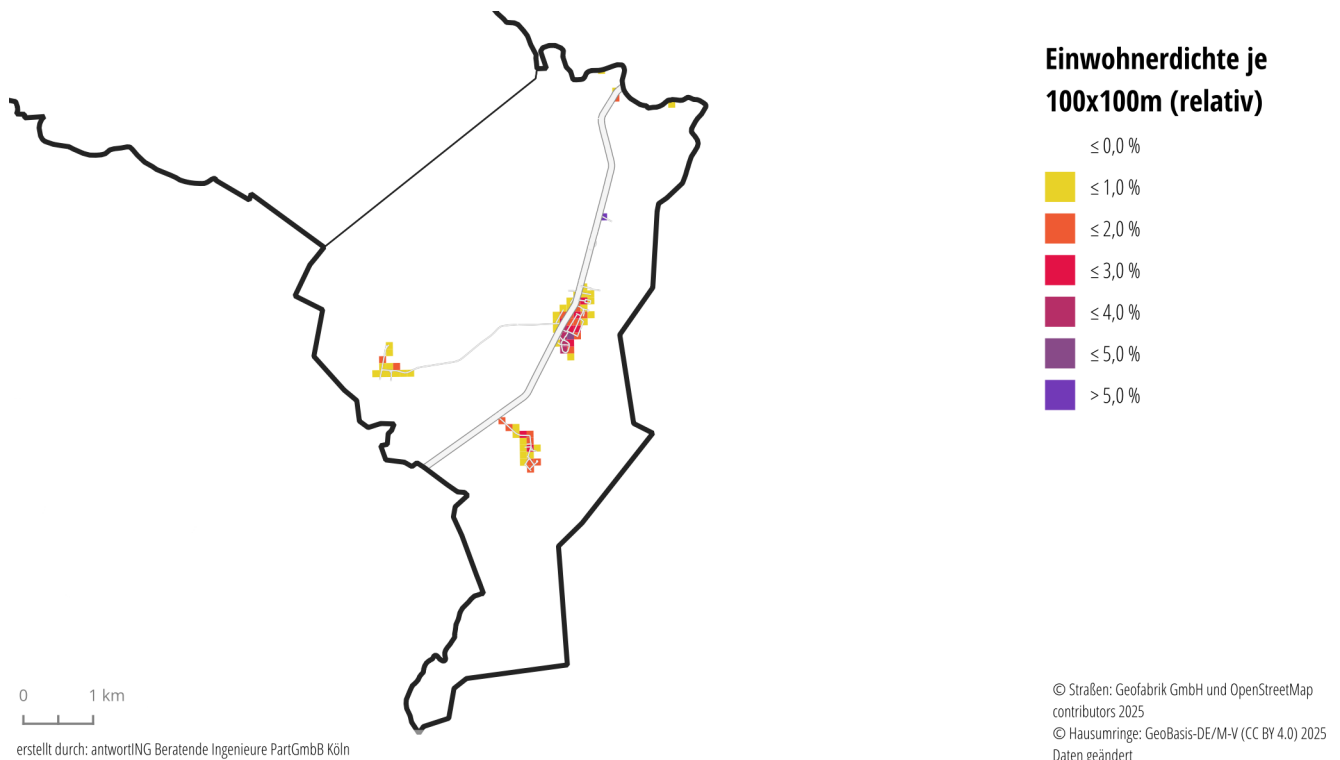 Einwohnerdichte je
100x100m (relativ)
≤ 0,0 %
≤ 1,0 %
≤ 2,0 %
≤ 3,0 %
≤ 4,0 %
≤ 5,0 %
> 5,0 %
0 1 km
erstellt durch: antwortING Beratende Ingenieure PartGmbB Köln
© Straßen: Geofabrik GmbH und OpenStreetMap
contributors 2025
© Hausumringe: GeoBasis-DE/M-V (CC BY 4.0) 2025
Daten geändert